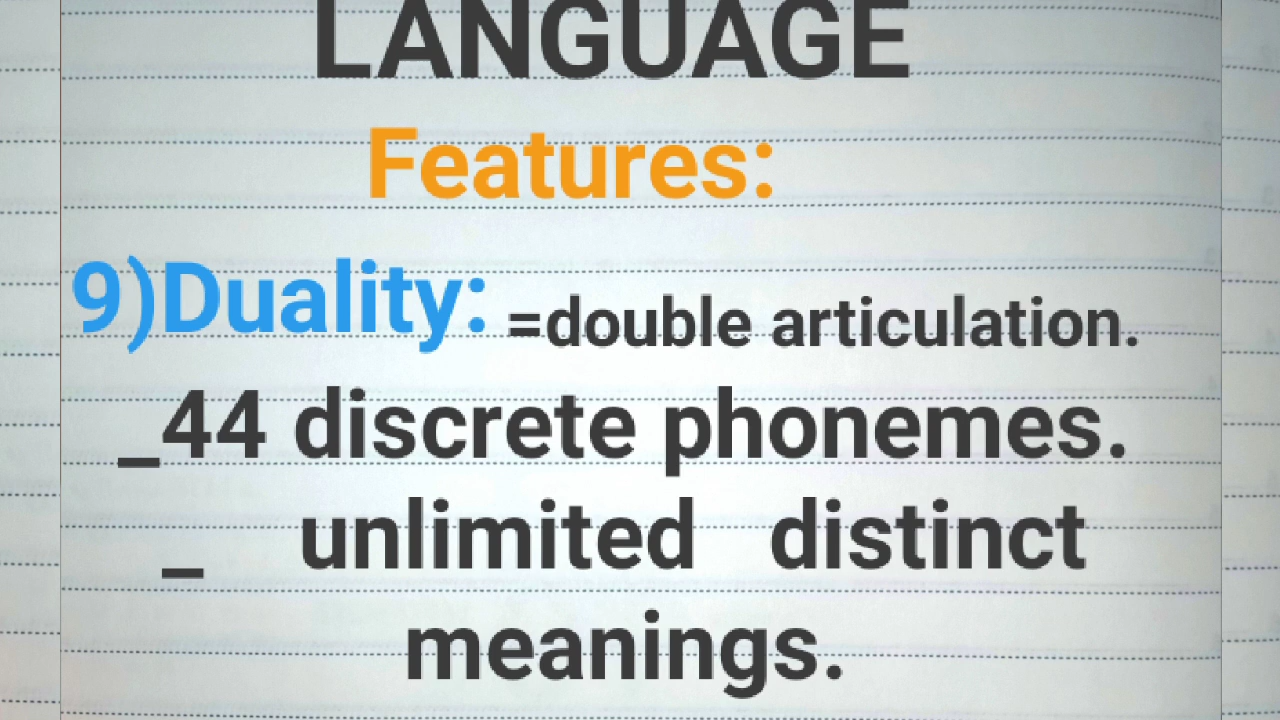 LANGUAGE
Features:
9)Duality: =double articulation.
_44 discrete phonemes.
_ unlimited distinct
meanings.